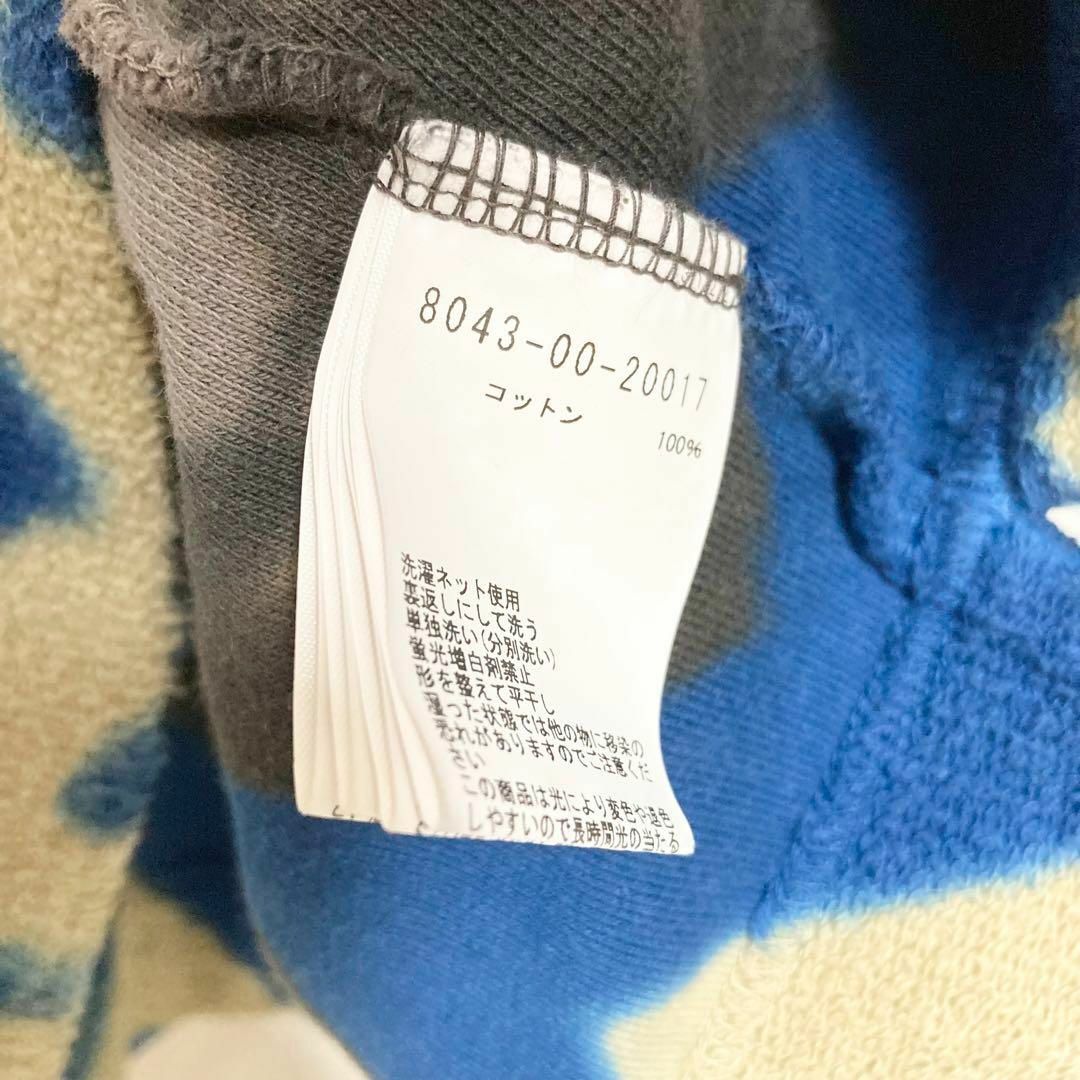 8043-00-20017
コットン
100%
洗濯ネット使用
裏返しにして洗う
単独洗い(分別洗い)
蛍光増白剤禁止
形を整えて平干し
湿った状態では他の物に移染の
恐れがありますのでご注意くだ
さい
この商品は光により変色や退色
しやすいので長時間光の当たる